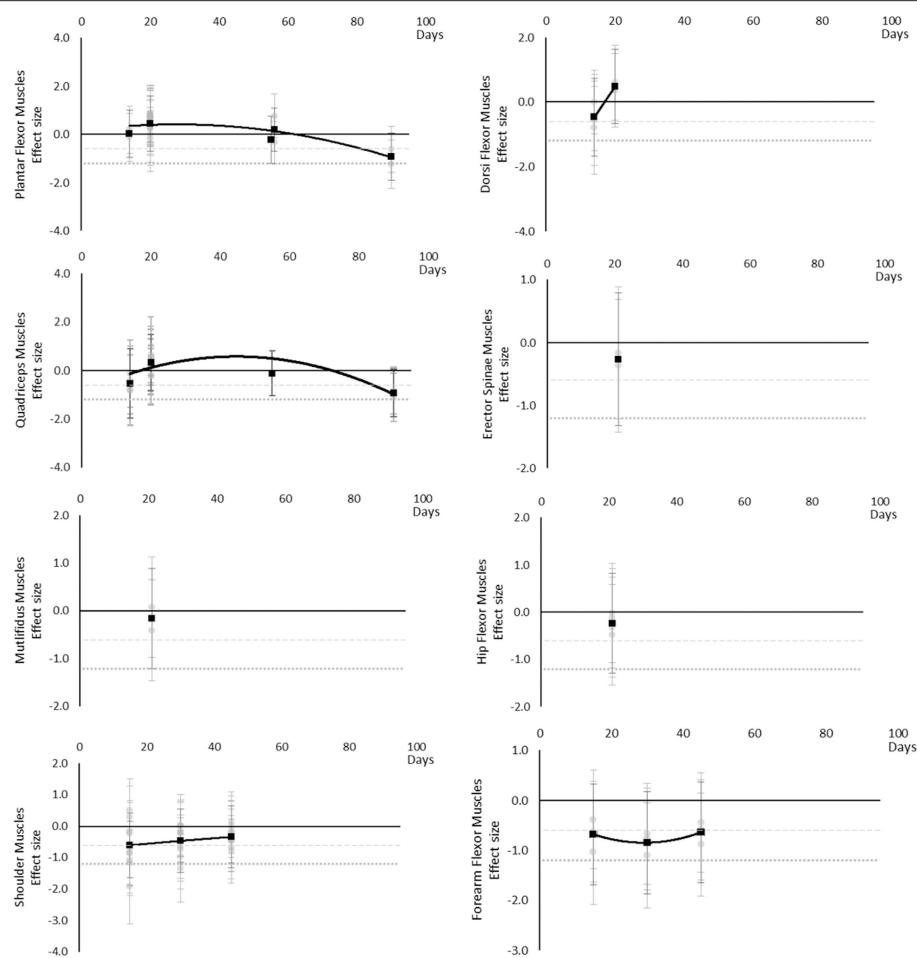 0 20 40 60 80 100
Days
4.0
2.0
0.0
-2.0
-4.0
Plantar Flexor Muscles
Effect size
0 20 40 60 80 100
Days
2.0
0.0
-2.0
-4.0
Dorsi Flexor Muscles
Effect size
0 20 40 60 80 100
Days
4.0
2.0
0.0
-2.0
-4.0
Quadriceps Muscles
Effect size
0 20 40 60 80 100
Days
1.0
0.0
-1.0
-2.0
Erector Spinae Muscles
Effect size
0 20 40 60 80 100
Days
2.0
1.0
0.0
-1.0
-2.0
Mutlifidus Muscles
Effect size
0 20 40 60 80 100
Days
2.0
1.0
0.0
-1.0
-2.0
Hip Flexor Muscles
Effect size
0 20 40 60 80 100
Days
2.0
1.0
0.0
-1.0
-2.0
-3.0
-4.0
Shoulder Muscles
Effect size
0 20 40 60 80 100
Days
1.0
0.0
-1.0
-2.0
-3.0
Forearm Flexor Muscles
Effect size